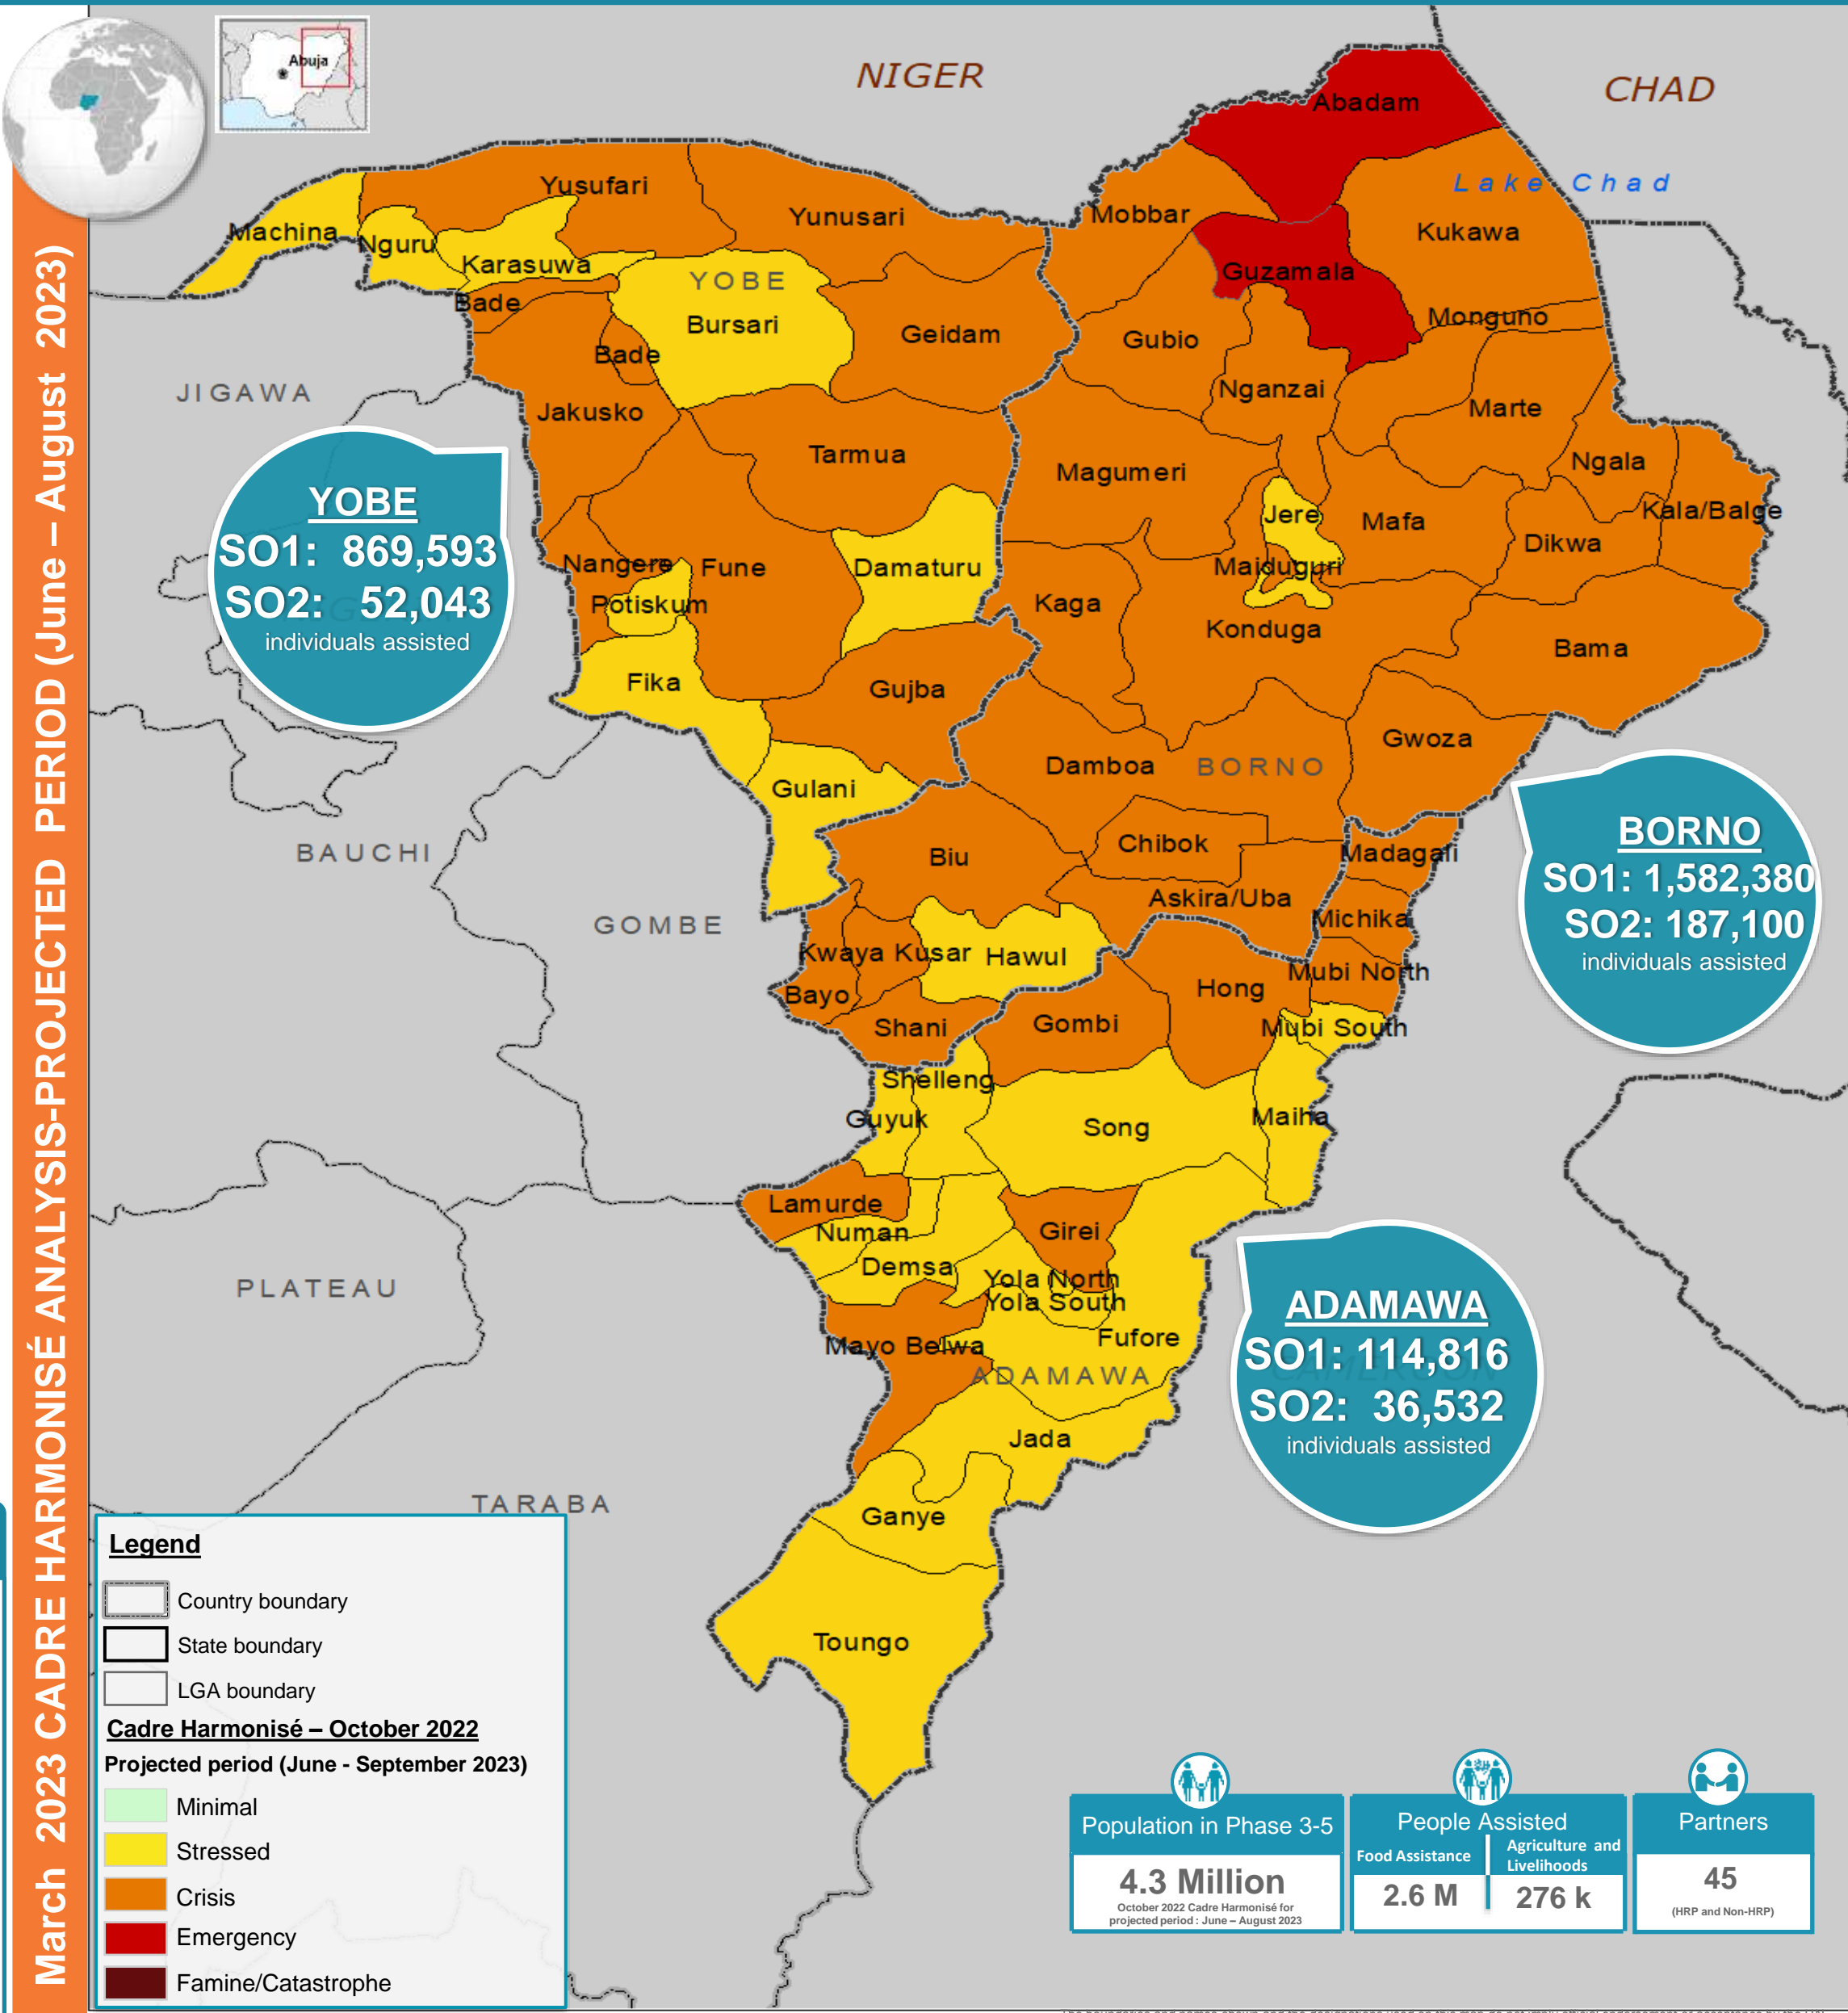 March 2023 CADRE HARMONISÉ ANALYSIS-PROJECTED PERIOD (June – August 2023)
Abuja
NIGER
CHAD
Lake Chad
Abadam
Yusufari
Yunusari
Mobbar
Kukawa
Machina
Nguru
Karasuwa
YOBE
Guzamala
Bade
Bursari
Geidam
Gubio
Monguno
Bade
JIGAWA
Jakusko
Nganzai
Marte
Tarmua
Magumeri
Ngala
Jere
Mafa
Kala/Balge
Dikwa
Nangere
Fune
Damaturu
Maiduguri
Potiskum
Kaga
Konduga
Bama
Fika
Gujba
Gwoza
Damboa
BORNO
Gulani
Chibok
Madagali
BAUCHI
Biu
Askira/Uba
Michika
GOMBE
Kwaya Kusar
Hawul
Mubi North
Bayo
Hong
Shani
Gombi
Mubi South
Shelleng
Guyuk
Song
Maiha
Lamurde
Numan
Girei
Demsa
Yola North
Yola South
PLATEAU
Mayo Belwa
Fufore
ADAMAWA
Jada
TARABA
Ganye
Toungo
YOBE
SO1: 869,593
SO2: 52,043
individuals assisted
BORNO
SO1: 1,582,380
SO2: 187,100
individuals assisted
ADAMAWA
SO1: 114,816
SO2: 36,532
individuals assisted
Legend
Country boundary
State boundary
LGA boundary
Cadre Harmonisé – October 2022
Projected period (June - September 2023)
Minimal
Stressed
Crisis
Emergency
Famine/Catastrophe
Population in Phase 3-5
4.3 Million
October 2022 Cadre Harmonisé for
projected period : June – August 2023
People Assisted
Food Assistance
2.6 M
Agriculture and
Livelihoods
276 k
Partners
45
(HRP and Non-HRP)